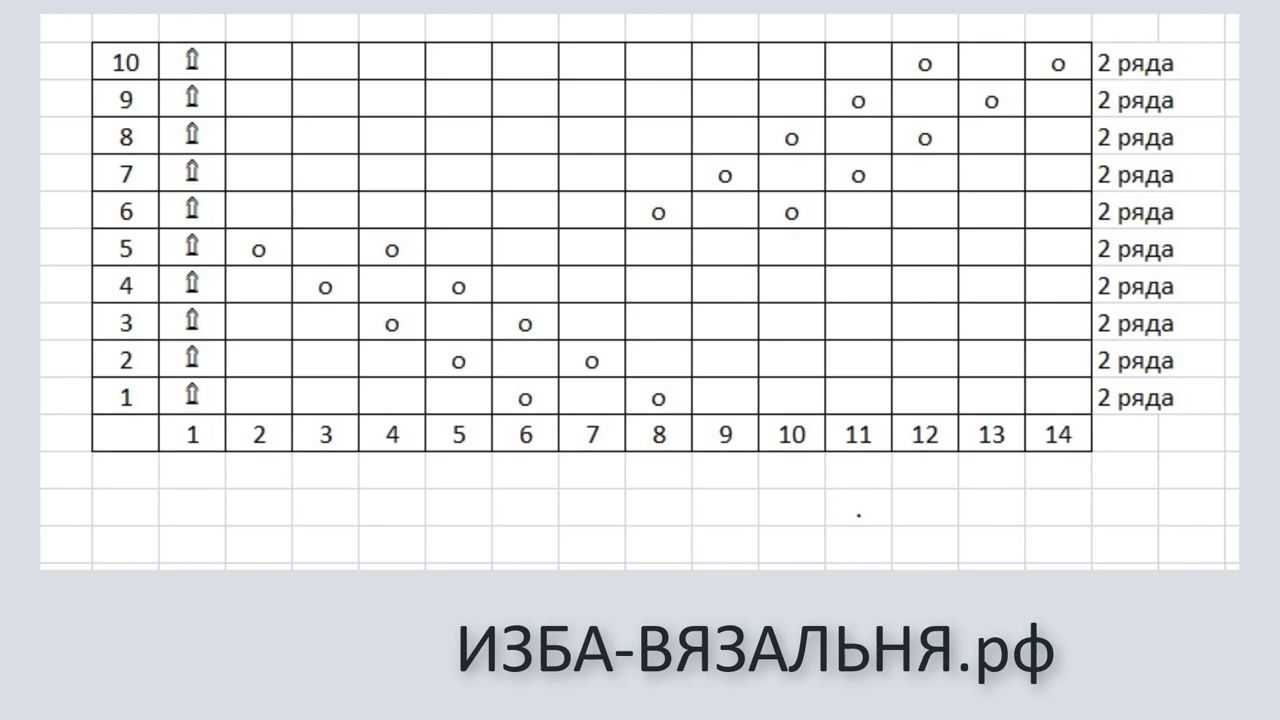 10 ⇧ o o 2 ряда
9 ⇧ o o 2 ряда
8 ⇧ o o 2 ряда
7 ⇧ o o 2 ряда
6 ⇧ o o 2 ряда
5 ⇧ o o 2 ряда
4 ⇧ o o 2 ряда
3 ⇧ o o 2 ряда
2 ⇧ o o 2 ряда
1 ⇧ o o 2 ряда
1 2 3 4 5 6 7 8 9 10 11 12 13 14
.
ИЗБА-ВЯЗАЛЬНЯ.рф